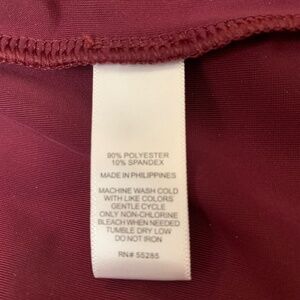 90% POLYESTER
10% SPANDEX
MADE IN PHILIPPINES
MACHINE WASH COLD
WITH LIKE COLORS
GENTLE CYCLE
ONLY NON-CHLORINE
BLEACH WHEN NEEDED
TUMBLE DRY LOW
DO NOT IRON
RN# 55285